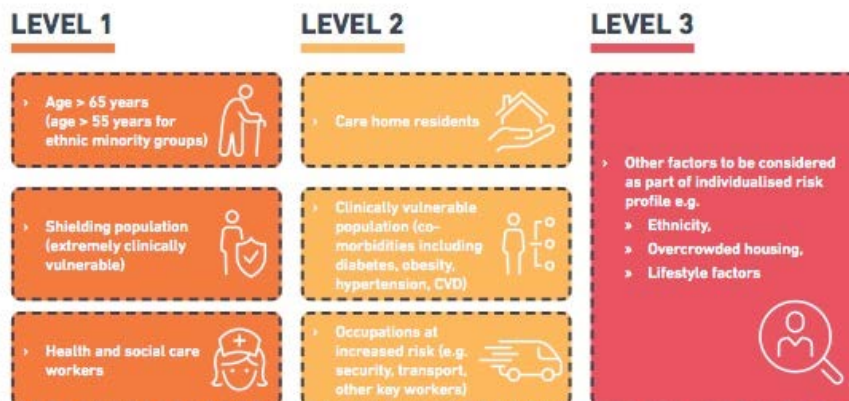 LEVEL 1
› Age > 65 years
(age > 55 years for
ethnic minority groups)
› Shielding population
(extremely clinically
vulnerable)
› Health and social care
workers
LEVEL 2
› Care home residents
› Clinically vulnerable
population (co-
morbidities including
diabetes, obesity,
hypertension, CVD)
› Occupations at
increased risk (e.g.
security, transport,
other key workers)
LEVEL 3
› Other factors to be considered
as part of individualised risk
profile e.g.
» Ethnicity,
» Overcrowded housing,
» Lifestyle factors